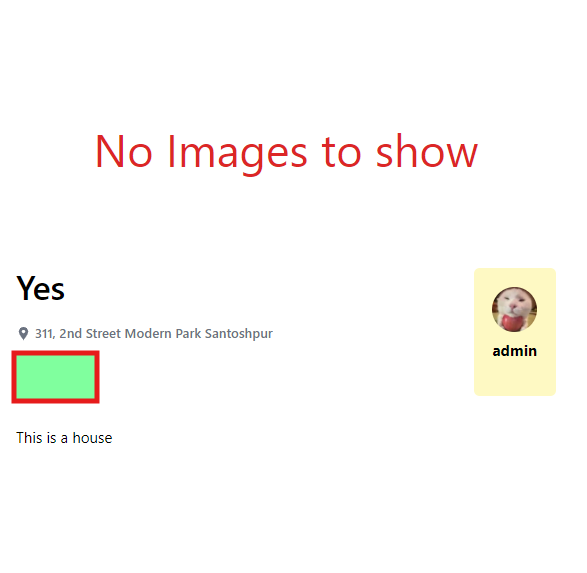 No Images to show
Yes
311, 2nd Street Modern Park Santoshpur
admin
This is a house